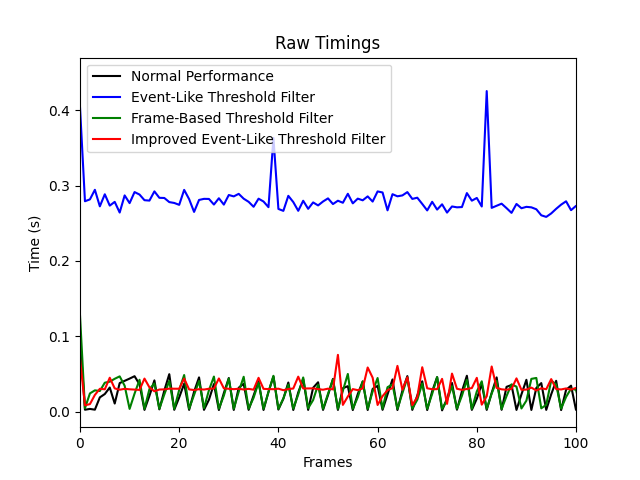 Raw Timings
Normal Performance
Event-Like Threshold Filter
Frame-Based Threshold Filter
Improved Event-Like Threshold Filter
Time (s)
0.4
0.3
0.2
0.1
0.0
0 20 40 60 80 100
Frames